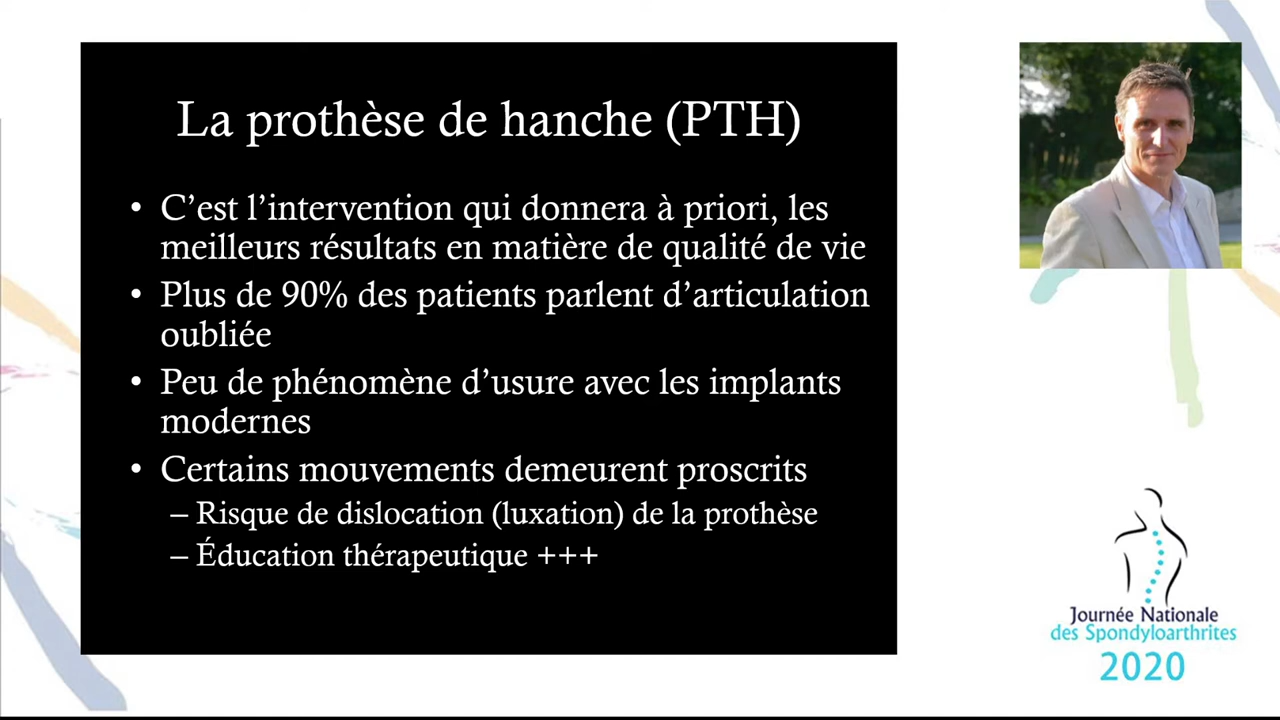 La prothèse de hanche (PTH)
• C’est l’intervention qui donnera à priori, les
meilleurs résultats en matière de qualité de vie
• Plus de 90% des patients parlent d’articulation
oubliée
• Peu de phénomène d’usure avec les implants
modernes
• Certains mouvements demeurent proscrits
– Risque de dislocation (luxation) de la prothèse
– Éducation thérapeutique +++
Journée Nationale
des Spondyloarthrites
2020